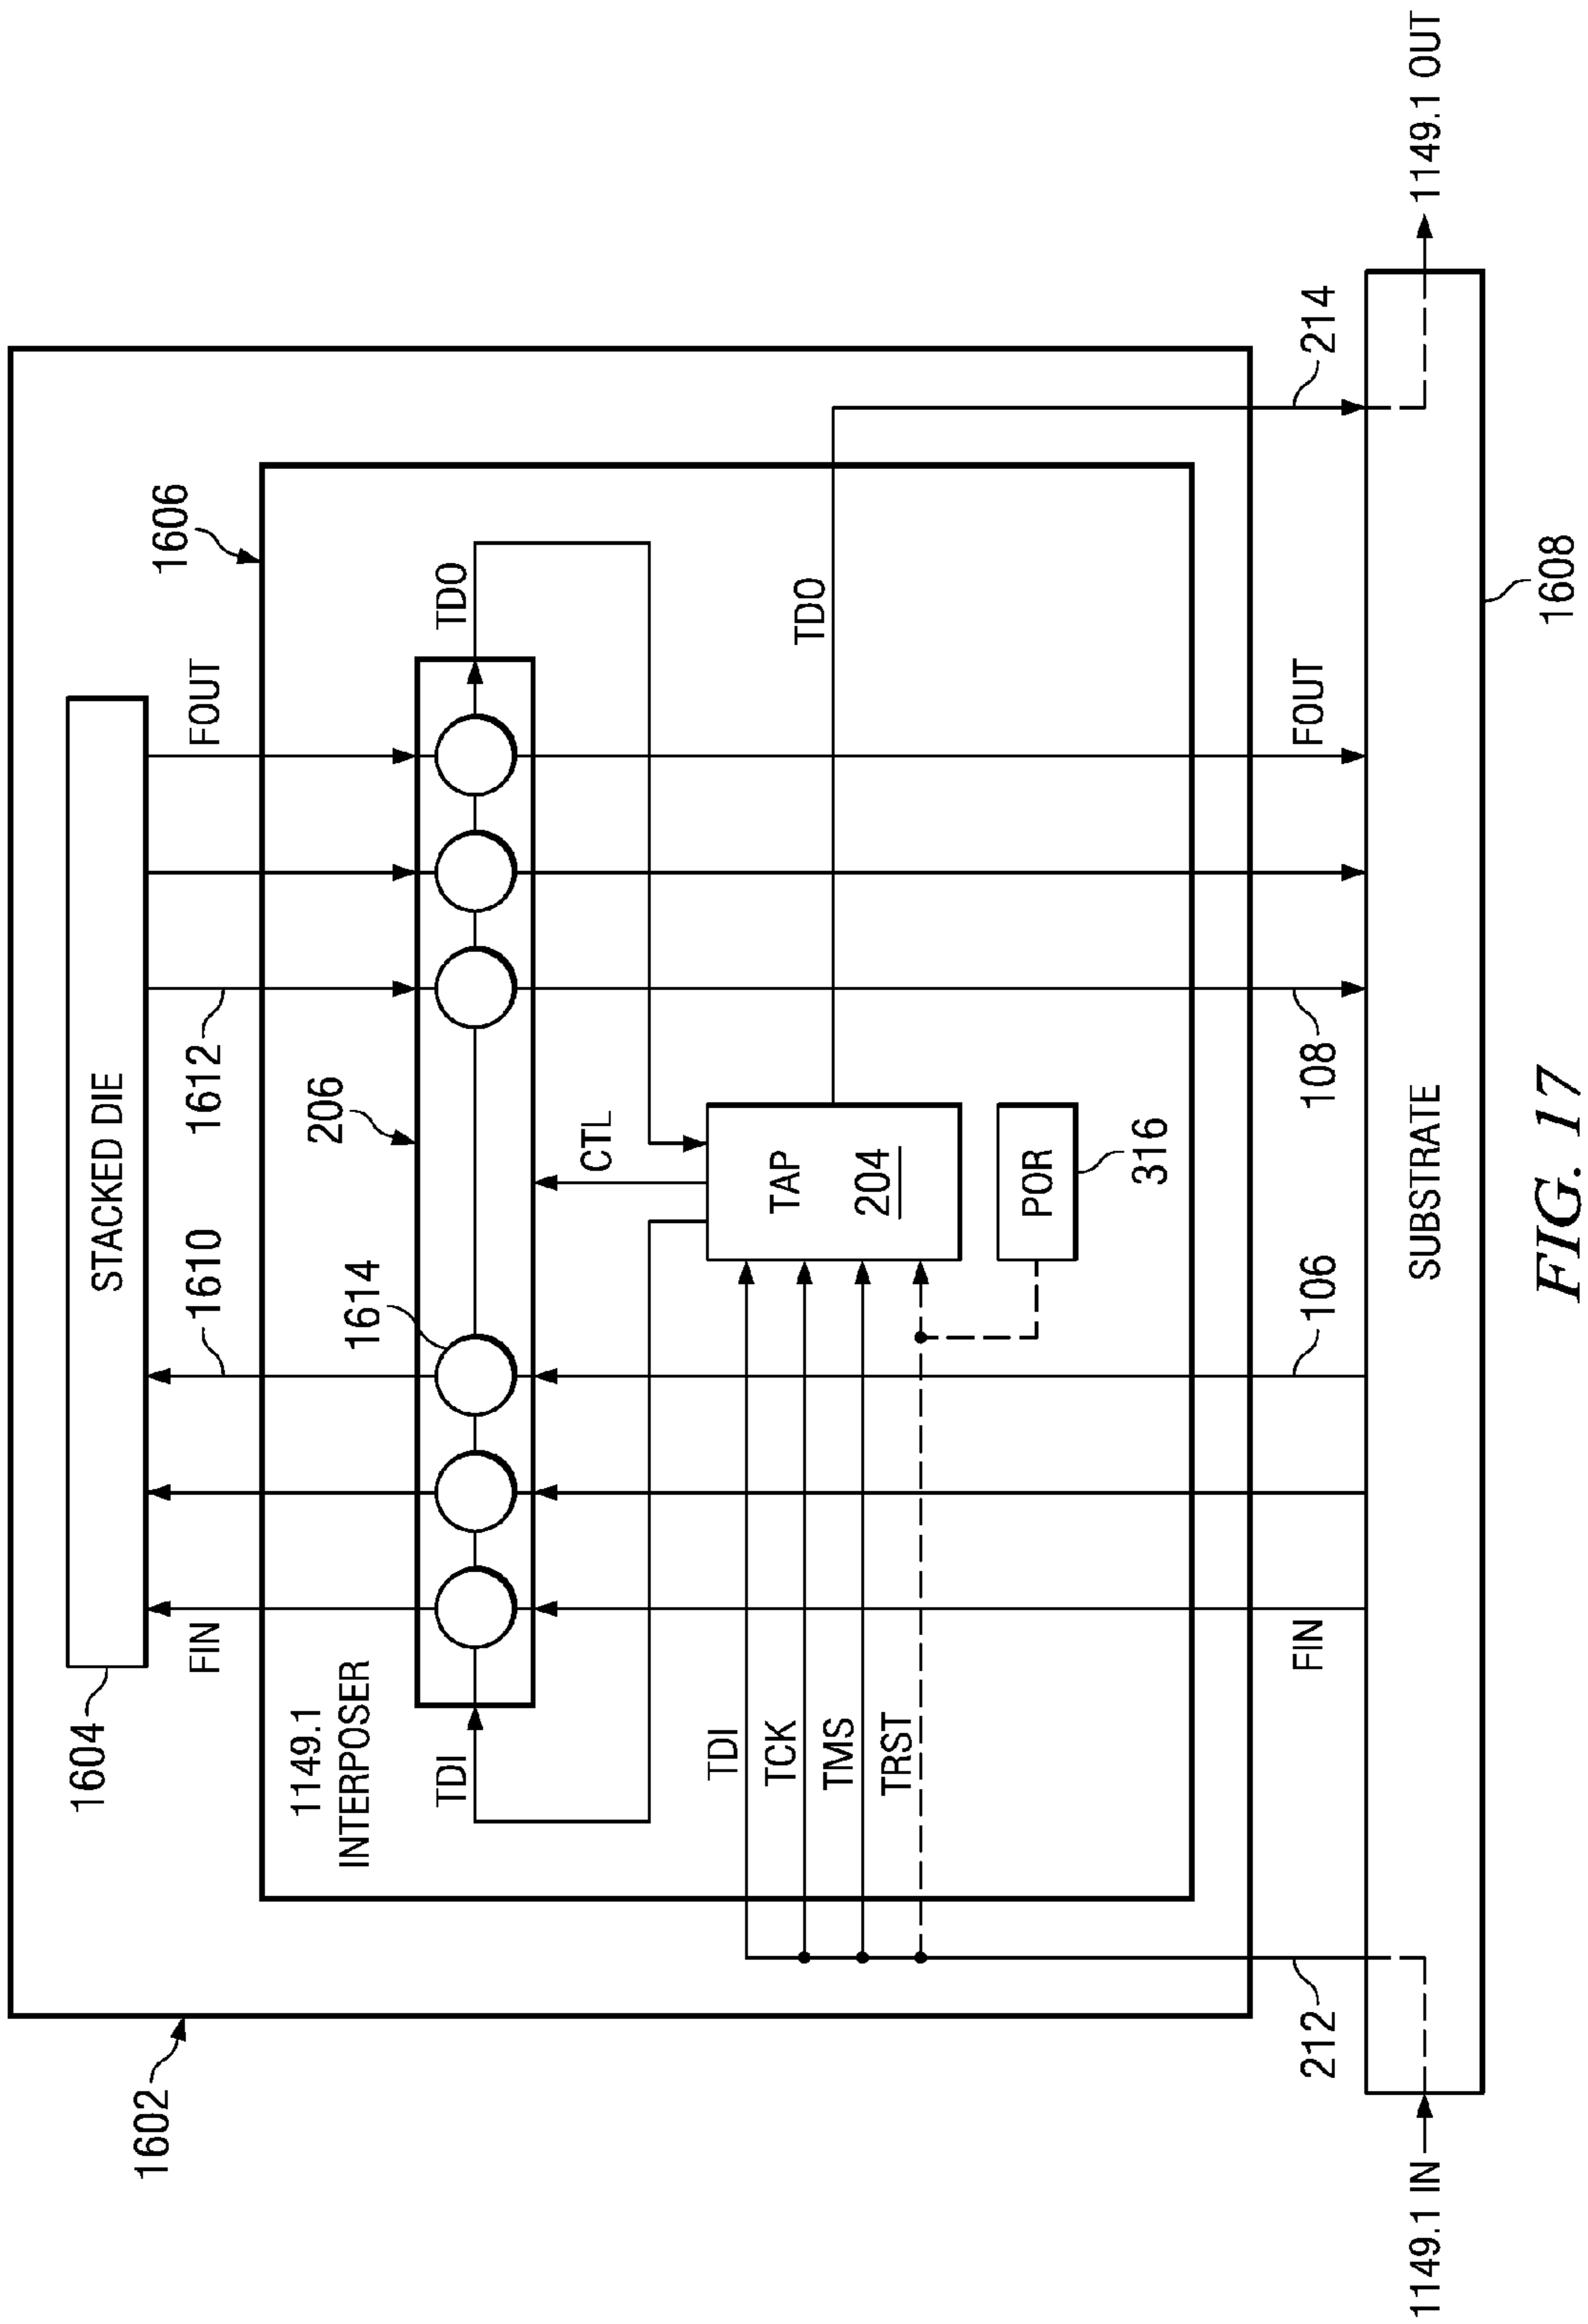 1602
1604
STACKED DIE
FIN
1610
1612
FOUT
1606
1149.1
INTERPOSER
1614
206
TDI
TDO
CTL
TDI
TCK
TMS
TRST
TAP
204
TDO
POR
316
FIN
106
108
FOUT
212
214
1149.1 IN
SUBSTRATE
1149.1 OUT
1608
FIG. 17